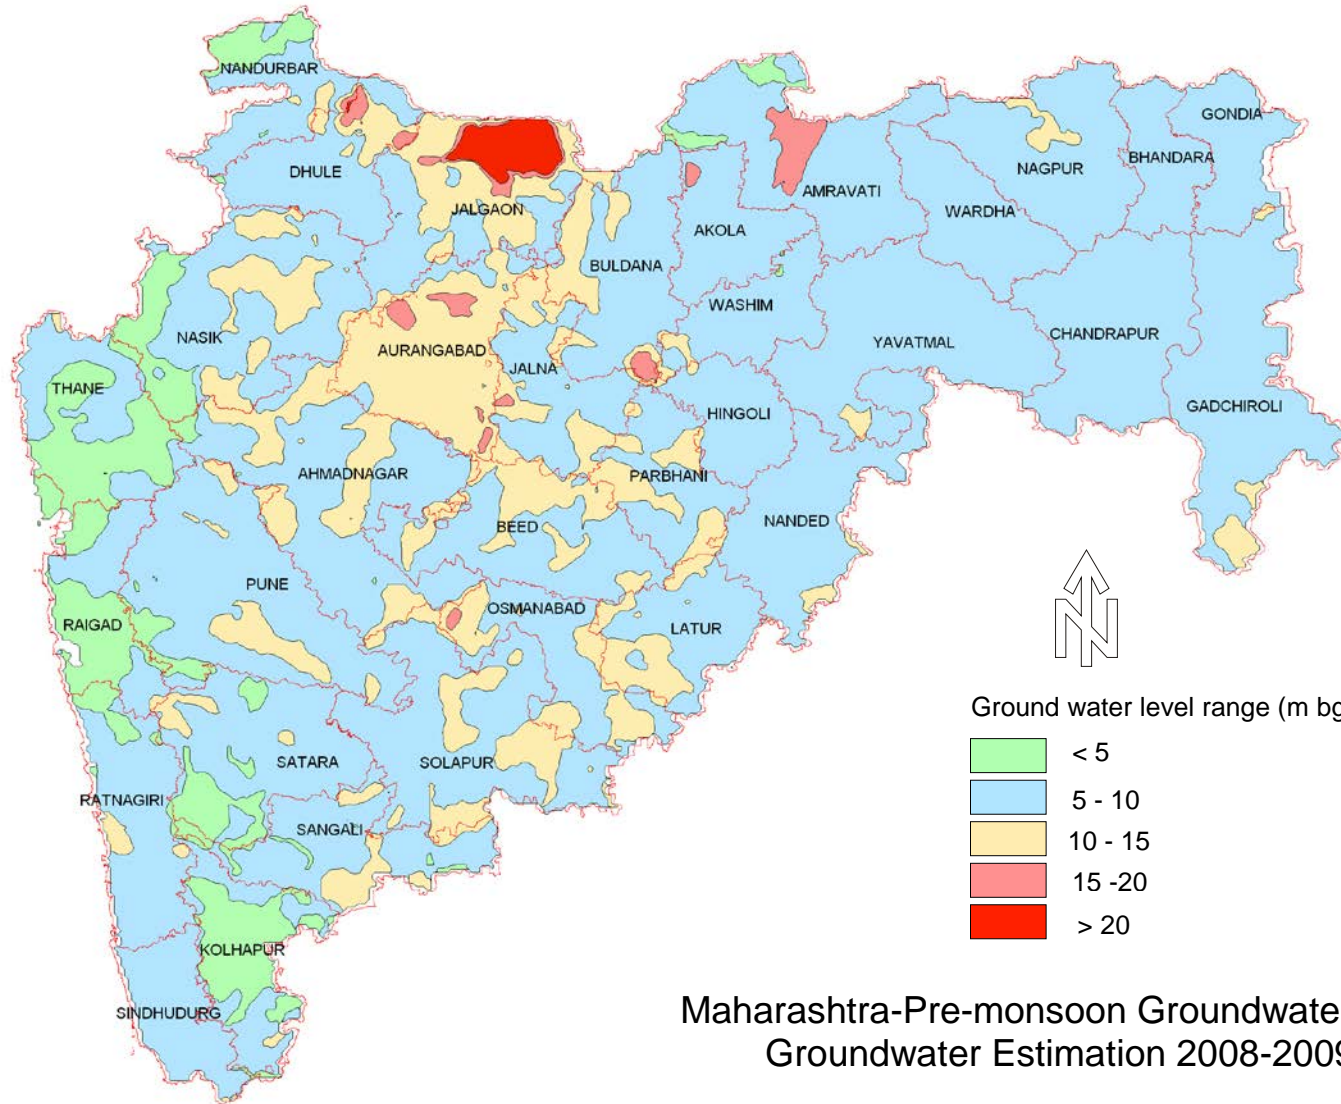 NANDURBAR
GONDIA
DHULE
BHANDARA
NAGPUR
AMRAVATI
JALGAON
WARDHA
AKOLA
BULDANA
WASHIM
NASIK
CHANDRAPUR
YAVATMAL
AURANGABAD
JALNA
THANE
GADCHIROLI
HINGOLI
AHMADNAGAR
PARBHANI
BEED
NANDED
PUNE
OSMANABAD
RAIGAD
LATUR
Ground water level range (m bg
< 5
SATARA
SOLAPUR
RATNAGIRI
5 - 10
SANGALI
10 - 15
15 -20
> 20
KOLHAPUR
SINDHUDURG
Maharashtra-Pre-monsoon Groundwate
Groundwater Estimation 2008-2009